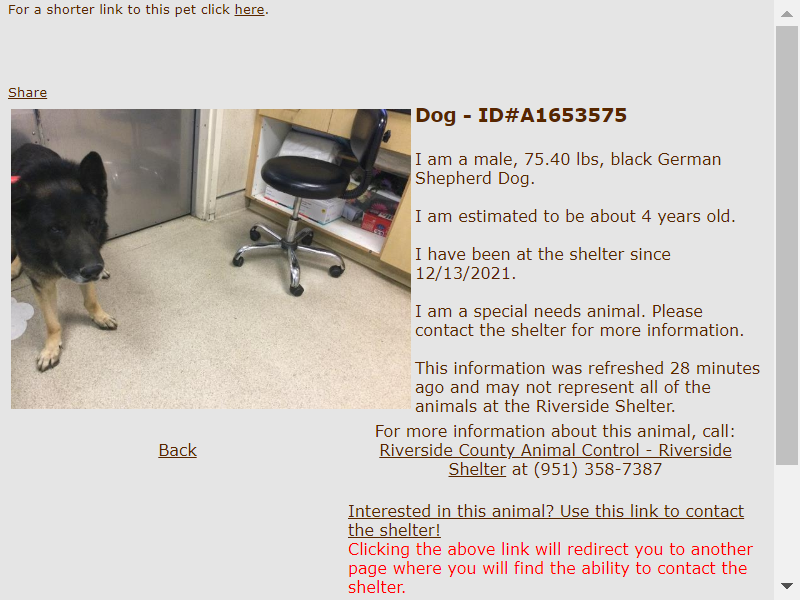 For a shorter link to this pet click here.
Share
Dog - ID#A1653575
I am a male, 75.40 lbs, black German
Shepherd Dog.
I am estimated to be about 4 years old.
I have been at the shelter since
12/13/2021.
I am a special needs animal. Please
contact the shelter for more information.
This information was refreshed 28 minutes
ago and may not represent all of the
animals at the Riverside Shelter.
Back
For more information about this animal, call:
Riverside County Animal Control - Riverside
Shelter at (951) 358-7387
Interested in this animal? Use this link to contact
the shelter!
Clicking the above link will redirect you to another
page where you will find the ability to contact the
shelter.